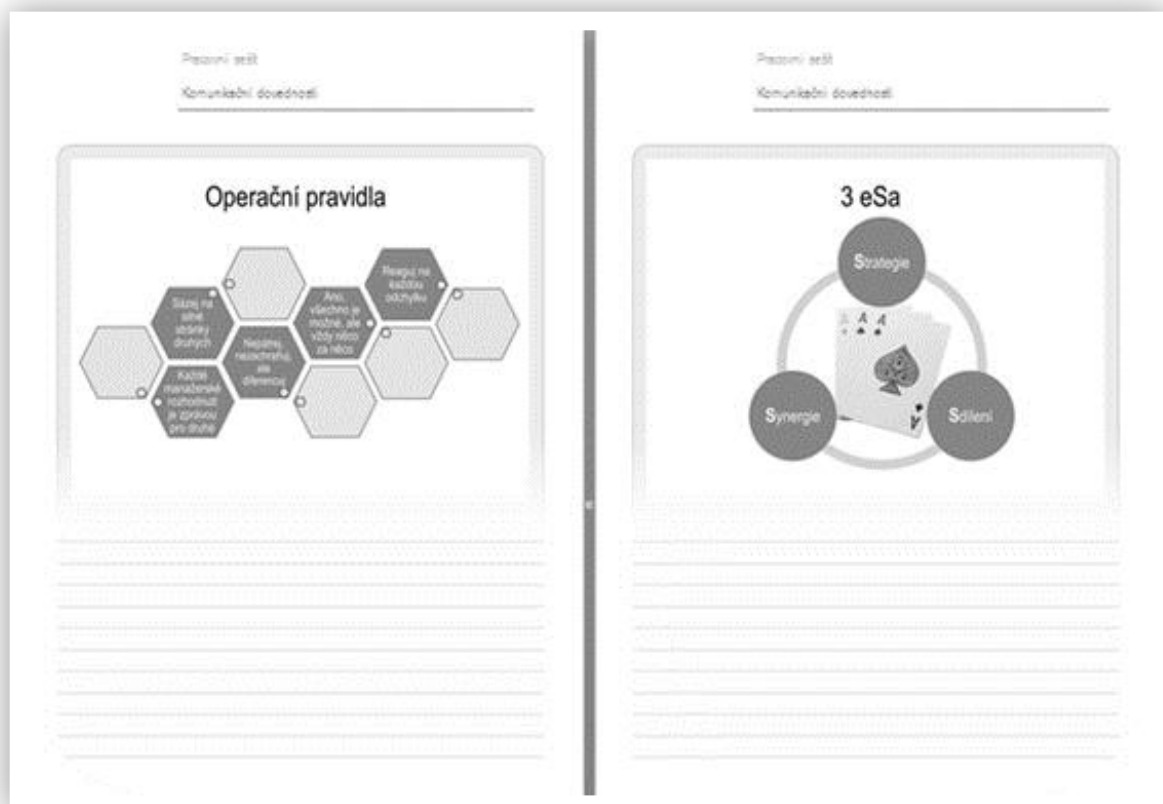 Pracovní sešit
Komunikační dovednosti
Operační pravidla
Sázej na
silné
stránky
druhých
Každé
manažerské
rozhodnutí
je zprávou
pro druhé
Nepátrej,
nezachraňuj,
ale
diferencuj
Ano,
všechno je
možné, ale
vždy něco
za něco
Reaguj na
každou
odchylku
Pracovní sešit
Komunikační dovednosti
3 eSa
Strategie
A A A
A
Synergie
Sdílení